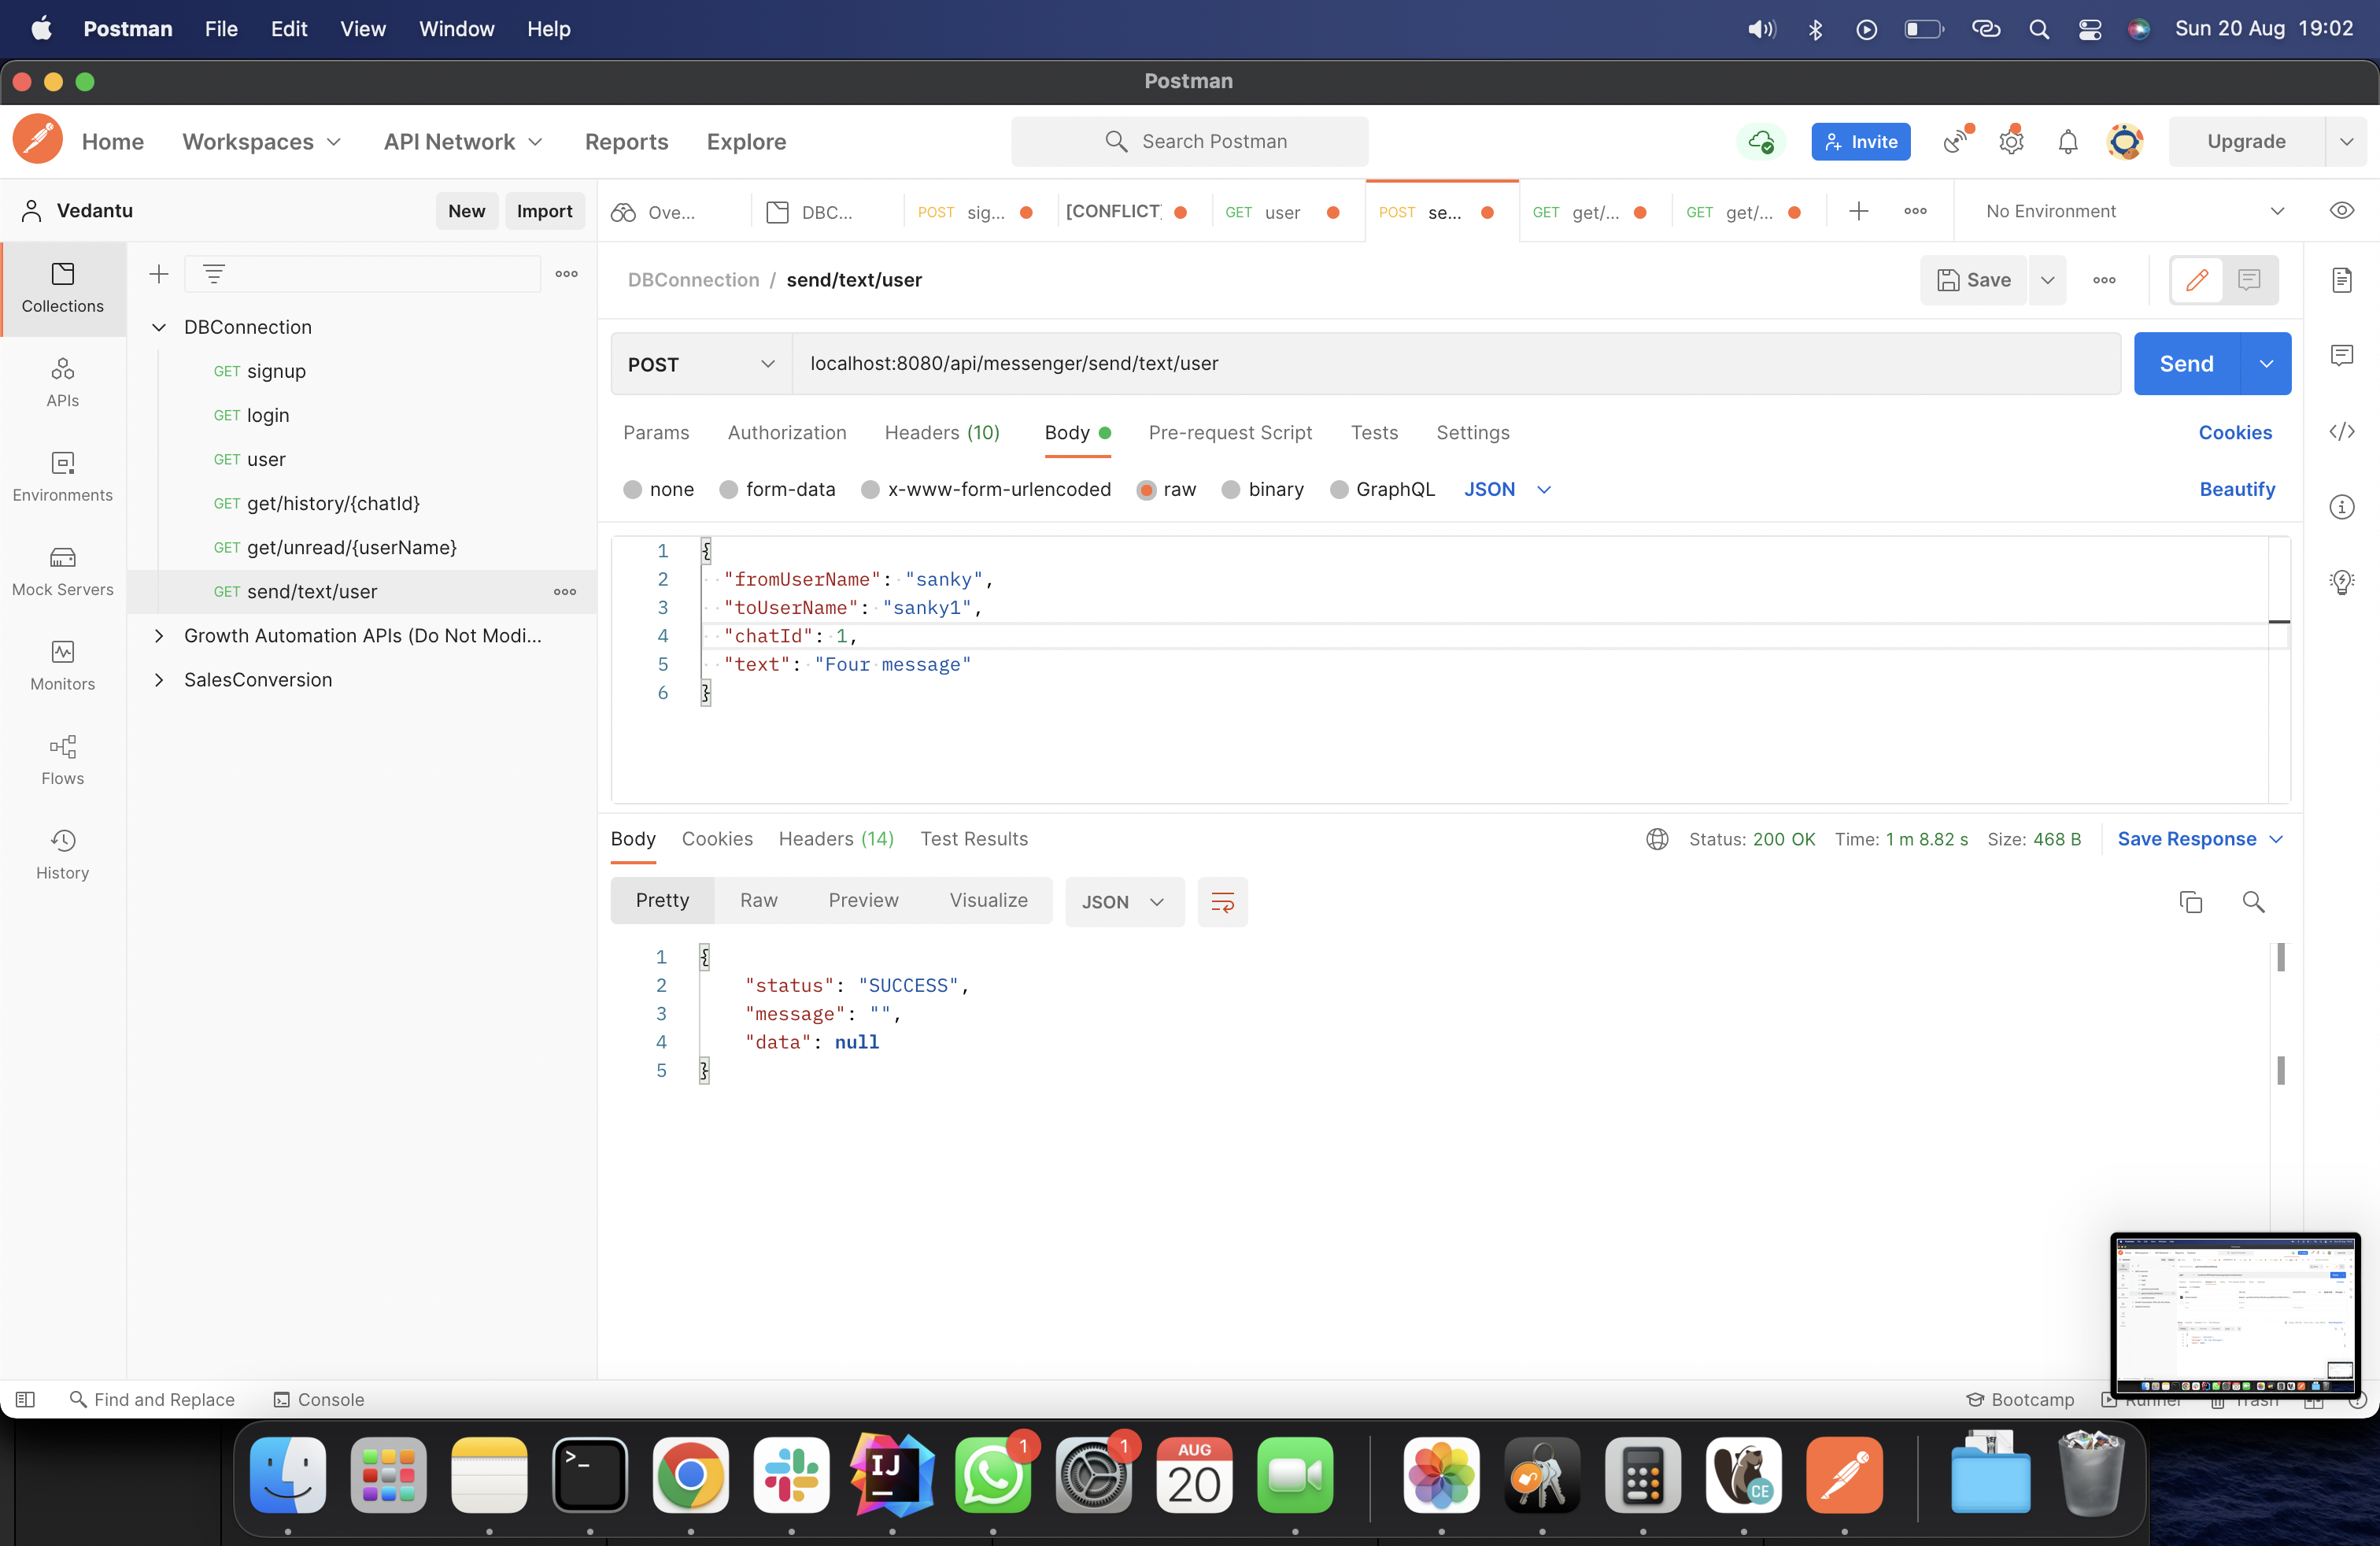 Postman File Edit View Window Help Sun 20 Aug 19:02
Postman
Home Workspaces API Network Reports Explore Search Postman Invite Upgrade
Vedantu New Import Ove... DBC... POST sig... [CONFLICT] GET user POST se... GET get/... GET get/... No Environment
Collections
APIs
Environments
Mock Servers
Monitors
Flows
History
DBConnection
GET signup
GET login
GET user
GET get/history/{chatId}
GET get/unread/{userName}
GET send/text/user
Growth Automation APIs (Do Not Modi...
SalesConversion
DBConnection / send/text/user Save
POST localhost:8080/api/messenger/send/text/user Send
Params Authorization Headers (10) Body Pre-request Script Tests Settings Cookies
none form-data x-www-form-urlencoded raw binary GraphQL JSON Beautify
1 {
2 "fromUserName": "sanky",
3 "toUserName": "sanky1",
4 "chatId": 1,
5 "text": "Four message"
6 }
Body Cookies Headers (14) Test Results Status: 200 OK Time: 1 m 8.82 s Size: 468 B Save Response
Pretty Raw Preview Visualize JSON
1 {
2 "status": "SUCCESS",
3 "message": "",
4 "data": null
5 }
Find and Replace Console Bootcamp Runner Trash
IJ 1 1 AUG
20 CE